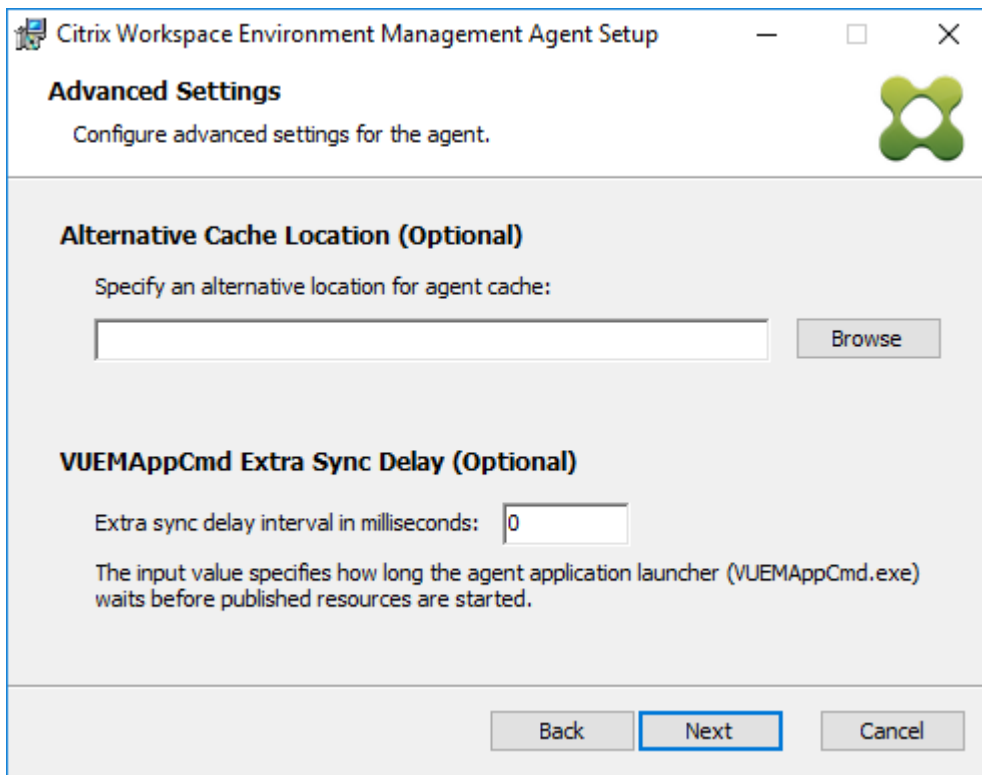 Citrix Workspace Environment Management Agent Setup
Advanced Settings
Configure advanced settings for the agent.
Alternative Cache Location (Optional)
Specify an alternative location for agent cache:
Browse
VUEMAppCmd Extra Sync Delay (Optional)
Extra sync delay interval in milliseconds: 0
The input value specifies how long the agent application launcher (VUEMAppCmd.exe)
waits before published resources are started.
Back Next Cancel